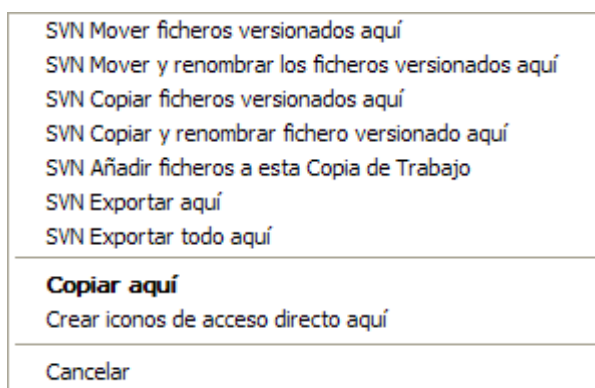 SVN Mover ficheros versionados aquí
SVN Mover y renombrar los ficheros versionados aquí
SVN Copiar ficheros versionados aquí
SVN Copiar y renombrar fichero versionado aquí
SVN Añadir ficheros a esta Copia de Trabajo
SVN Exportar aquí
SVN Exportar todo aquí
Copiar aquí
Crear iconos de acceso directo aquí
Cancelar